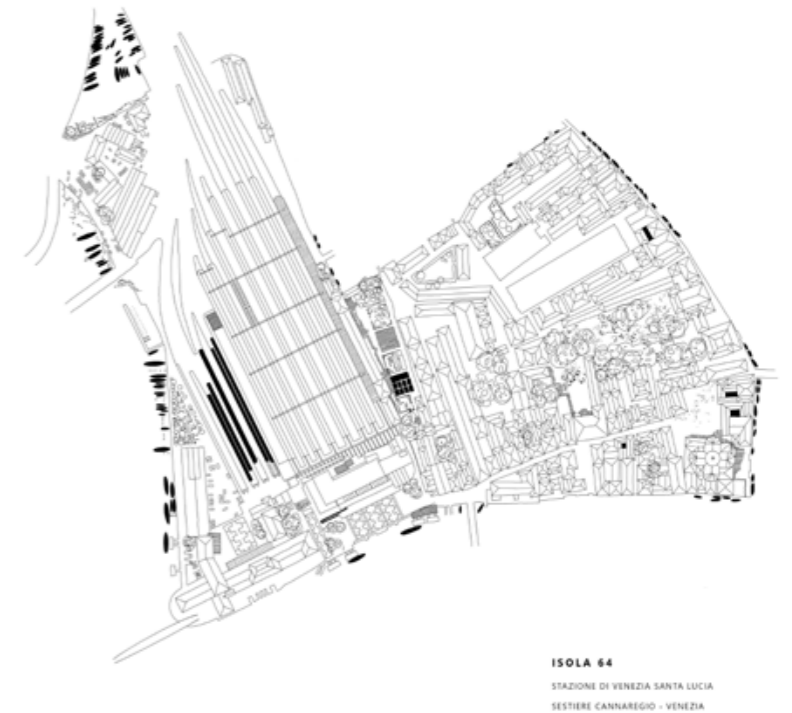 ISOLA 64
STAZIONE DI VENEZIA SANTA LUCIA
SESTIERE CANNAREGIO - VENEZIA